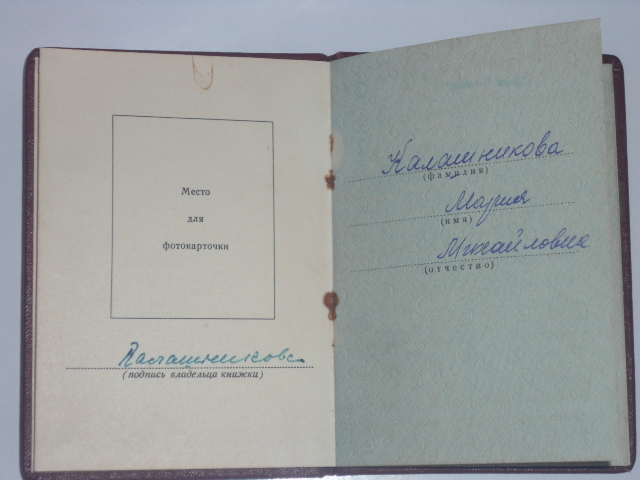 Место
для
фотокарточки
Калашникова
(подпись владельца книжки)
Калашникова
(фамилия)
Мария
(имя)
Михайловна
(отчество)